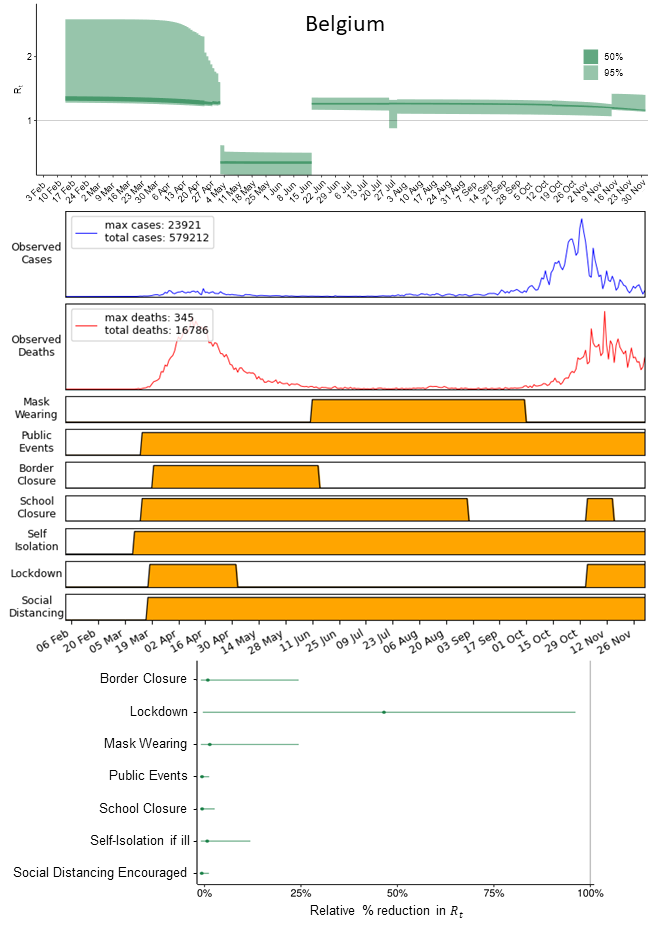 Belgium
2
1
Rt
50%
95%
3 Feb
10 Feb
17 Feb
24 Feb
2 Mar
9 Mar
16 Mar
23 Mar
30 Mar
6 Apr
13 Apr
20 Apr
27 Apr
4 May
11 May
18 May
25 May
1 Jun
8 Jun
15 Jun
22 Jun
29 Jun
6 Jul
13 Jul
20 Jul
27 Jul
3 Aug
10 Aug
17 Aug
24 Aug
31 Aug
7 Sep
14 Sep
21 Sep
28 Sep
5 Oct
12 Oct
19 Oct
26 Oct
2 Nov
9 Nov
16 Nov
23 Nov
30 Nov
Observed
Cases
max cases: 23921
total cases: 579212
Observed
Deaths
max deaths: 345
total deaths: 16786
Mask
Wearing
Public
Events
Border
Closure
School
Closure
Self
Isolation
Lockdown
Social
Distancing
06 Feb
20 Feb
05 Mar
19 Mar
02 Apr
16 Apr
30 Apr
14 May
28 May
11 Jun
25 Jun
09 Jul
23 Jul
06 Aug
20 Aug
03 Sep
17 Sep
01 Oct
15 Oct
29 Oct
12 Nov
26 Nov
Border Closure
Lockdown
Mask Wearing
Public Events
School Closure
Self-Isolation if ill
Social Distancing Encouraged
0%
25%
50%
75%
100%
Relative % reduction in Rt